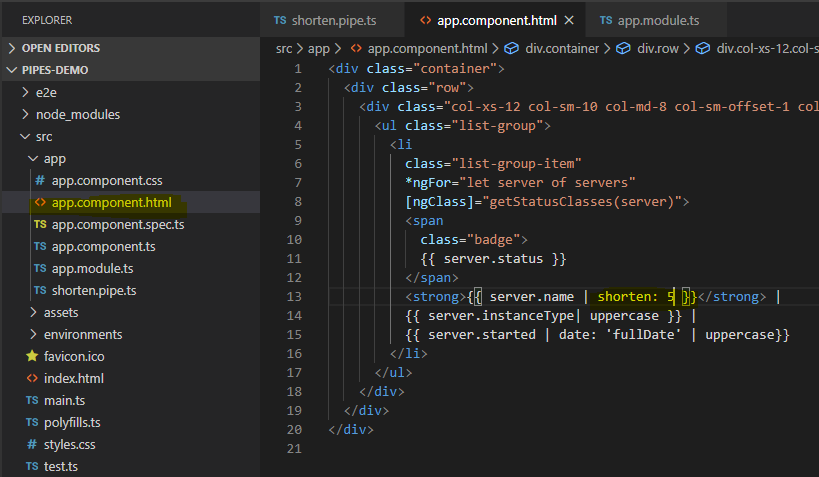 EXPLORER
OPEN EDITORS
PIPES-DEMO
e2e
node_modules
src
app
# app.component.css
<> app.component.html
TS app.component.spec.ts
TS app.component.ts
TS app.module.ts
TS shorten.pipe.ts
assets
environments
favicon.ico
<> index.html
TS main.ts
TS polyfills.ts
# styles.css
TS test.ts
TS shorten.pipe.ts <> app.component.html × TS app.module.ts
src > app > <> app.component.html > div.container > div.row > div.col-xs-12.col-s
1 <div class="container">
2 <div class="row">
3 <div class="col-xs-12 col-sm-10 col-md-8 col-sm-offset-1 col
4 <ul class="list-group">
5 <li
6 class="list-group-item"
7 *ngFor="let server of servers"
8 [ngClass]="getStatusClasses(server)">
9 <span
10 class="badge">
11 {{ server.status }}
12 </span>
13 <strong>{{ server.name | shorten: 5 }}</strong> |
14 {{ server.instanceType| uppercase }} |
15 {{ server.started | date: 'fullDate' | uppercase}}
16 </li>
17 </ul>
18 </div>
19 </div>
20 </div>
21